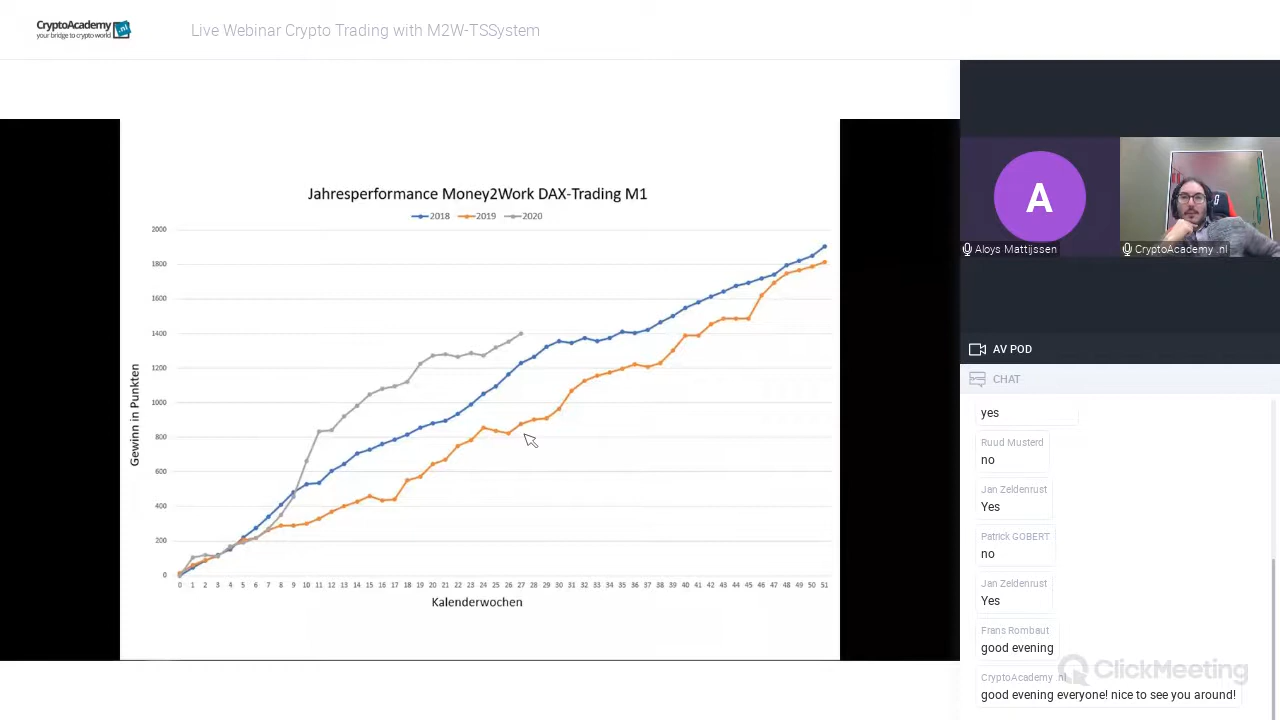 CryptoAcademy .nl
your bridge to crypto world
Live Webinar Crypto Trading with M2W-TSSystem
Jahresperformance Money2Work DAX-Trading M1
2018 2019 2020
Gewinn in Punkten
2000
1800
1600
1400
1200
1000
800
600
400
200
0
0 1 2 3 4 5 6 7 8 9 10 11 12 13 14 15 16 17 18 19 20 21 22 23 24 25 26 27 28 29 30 31 32 33 34 35 36 37 38 39 40 41 42 43 44 45 46 47 48 49 50 51
Kalenderwochen
A
Aloys Mattijssen
CryptoAcademy .nl
AV POD
CHAT
yes
Ruud Musterd
no
Jan Zeldenrust
Yes
Patrick GOBERT
no
Jan Zeldenrust
Yes
Frans Rombaut
good evening
CryptoAcademy .nl
good evening everyone! nice to see you around!
ClickMeeting